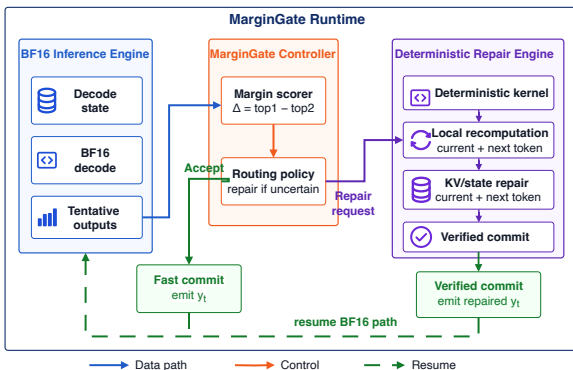 MarginGate Runtime
BF16 Inference Engine
Decode
state
BF16
decode
Tentative
outputs
MarginGate Controller
Margin scorer
Δ = top1 − top2
Routing policy
repair if uncertain
Accept
Repair
request
Deterministic Repair Engine
Deterministic kernel
Local recomputation
current + next token
KV/state repair
current + next token
Verified commit
Fast commit
emit yₜ
Verified commit
emit repaired yₜ
resume BF16 path
Data path
Control
Resume